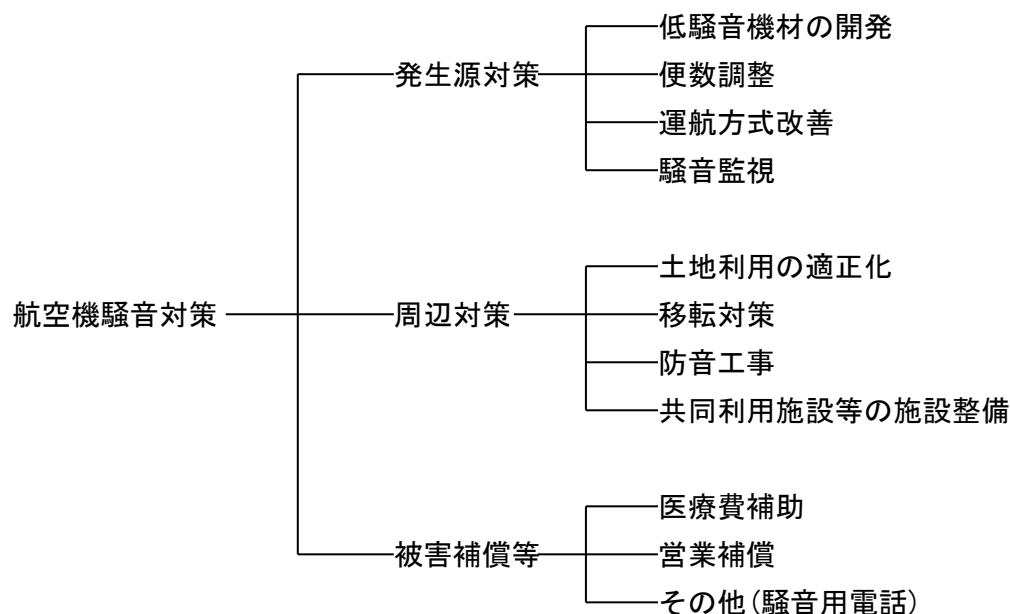 航空機騒音対策
発生源対策
低騒音機材の開発
便数調整
運航方式改善
騒音監視
周辺対策
土地利用の適正化
移転対策
防音工事
共同利用施設等の施設整備
被害補償等
医療費補助
営業補償
その他（騒音用電話）